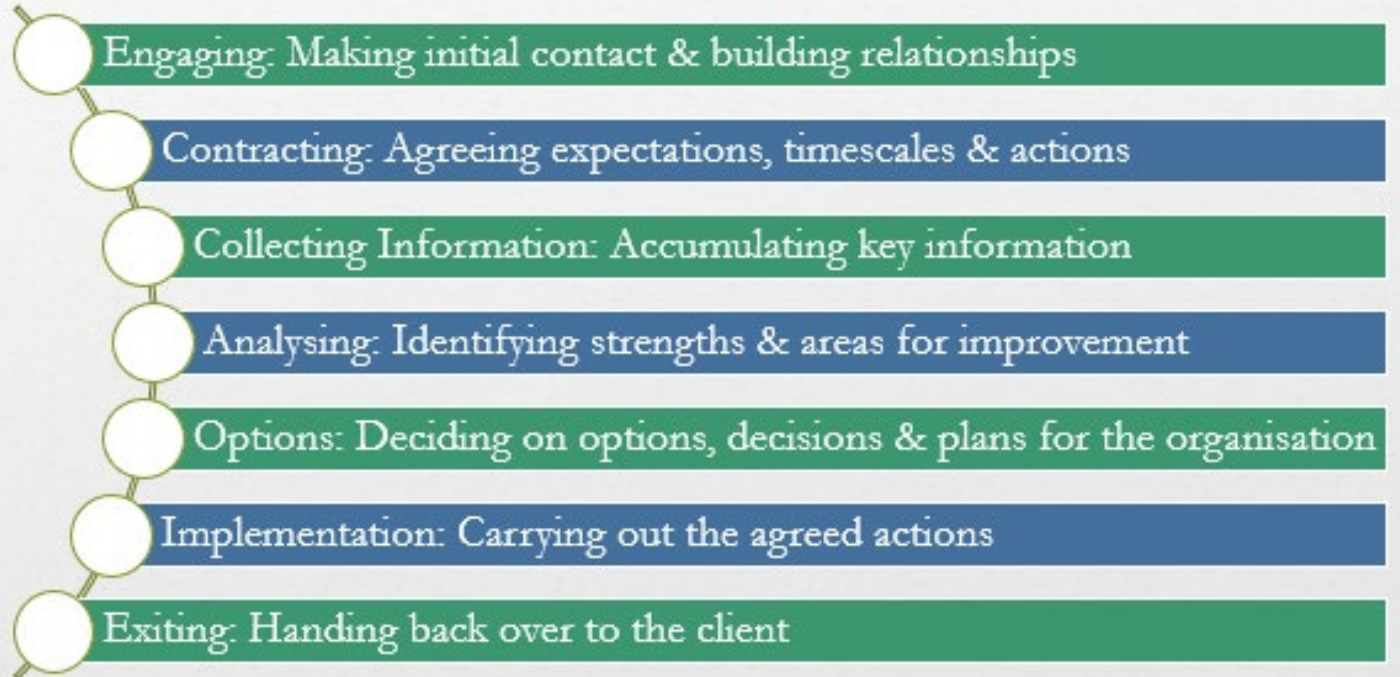 Engaging: Making initial contact & building relationships
Contracting: Agreeing expectations, timescales & actions
Collecting Information: Accumulating key information
Analysing: Identifying strengths & areas for improvement
Options: Deciding on options, decisions & plans for the organisation
Implementation: Carrying out the agreed actions
Exiting: Handing back over to the client